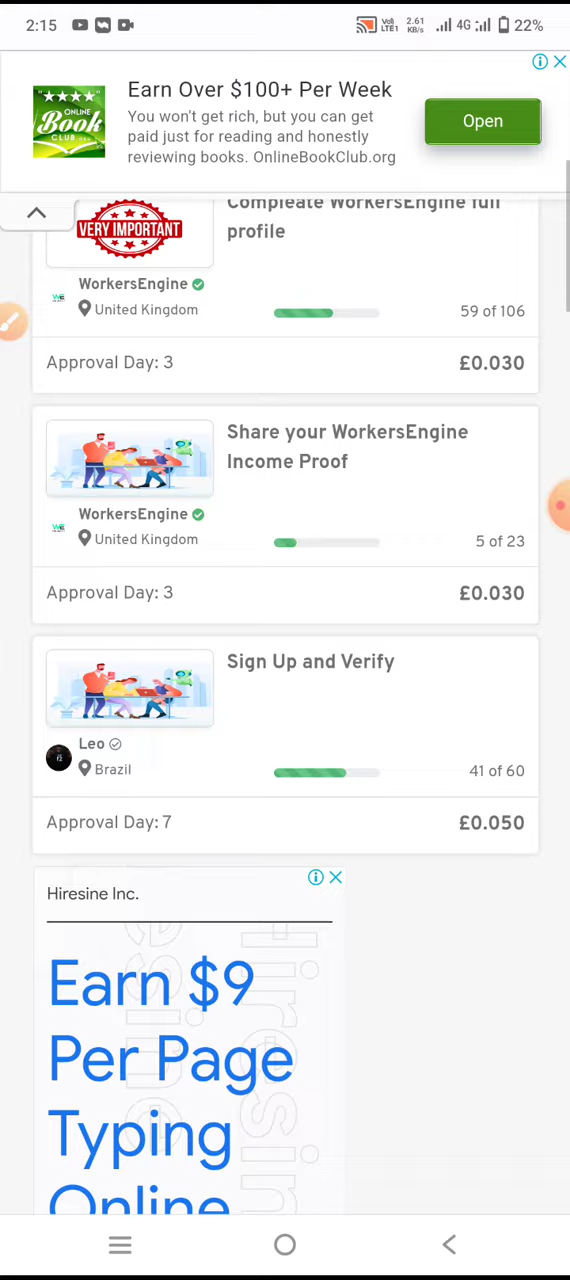 2:15
Vo)
LTE1
2.61
KB/s
4G
22%
Earn Over $100+ Per Week
You won't get rich, but you can get
paid just for reading and honestly
reviewing books. OnlineBookClub.org
Open
ONLINE
Book
CLUB
Compleate WorkersEngine full
profile
VERY IMPORTANT
WorkersEngine
United Kingdom
59 of 106
Approval Day: 3
£0.030
Share your WorkersEngine
Income Proof
WorkersEngine
United Kingdom
5 of 23
Approval Day: 3
£0.030
Sign Up and Verify
Leo
Brazil
41 of 60
Approval Day: 7
£0.050
Hiresine Inc.
Earn $9
Per Page
Typing
Online